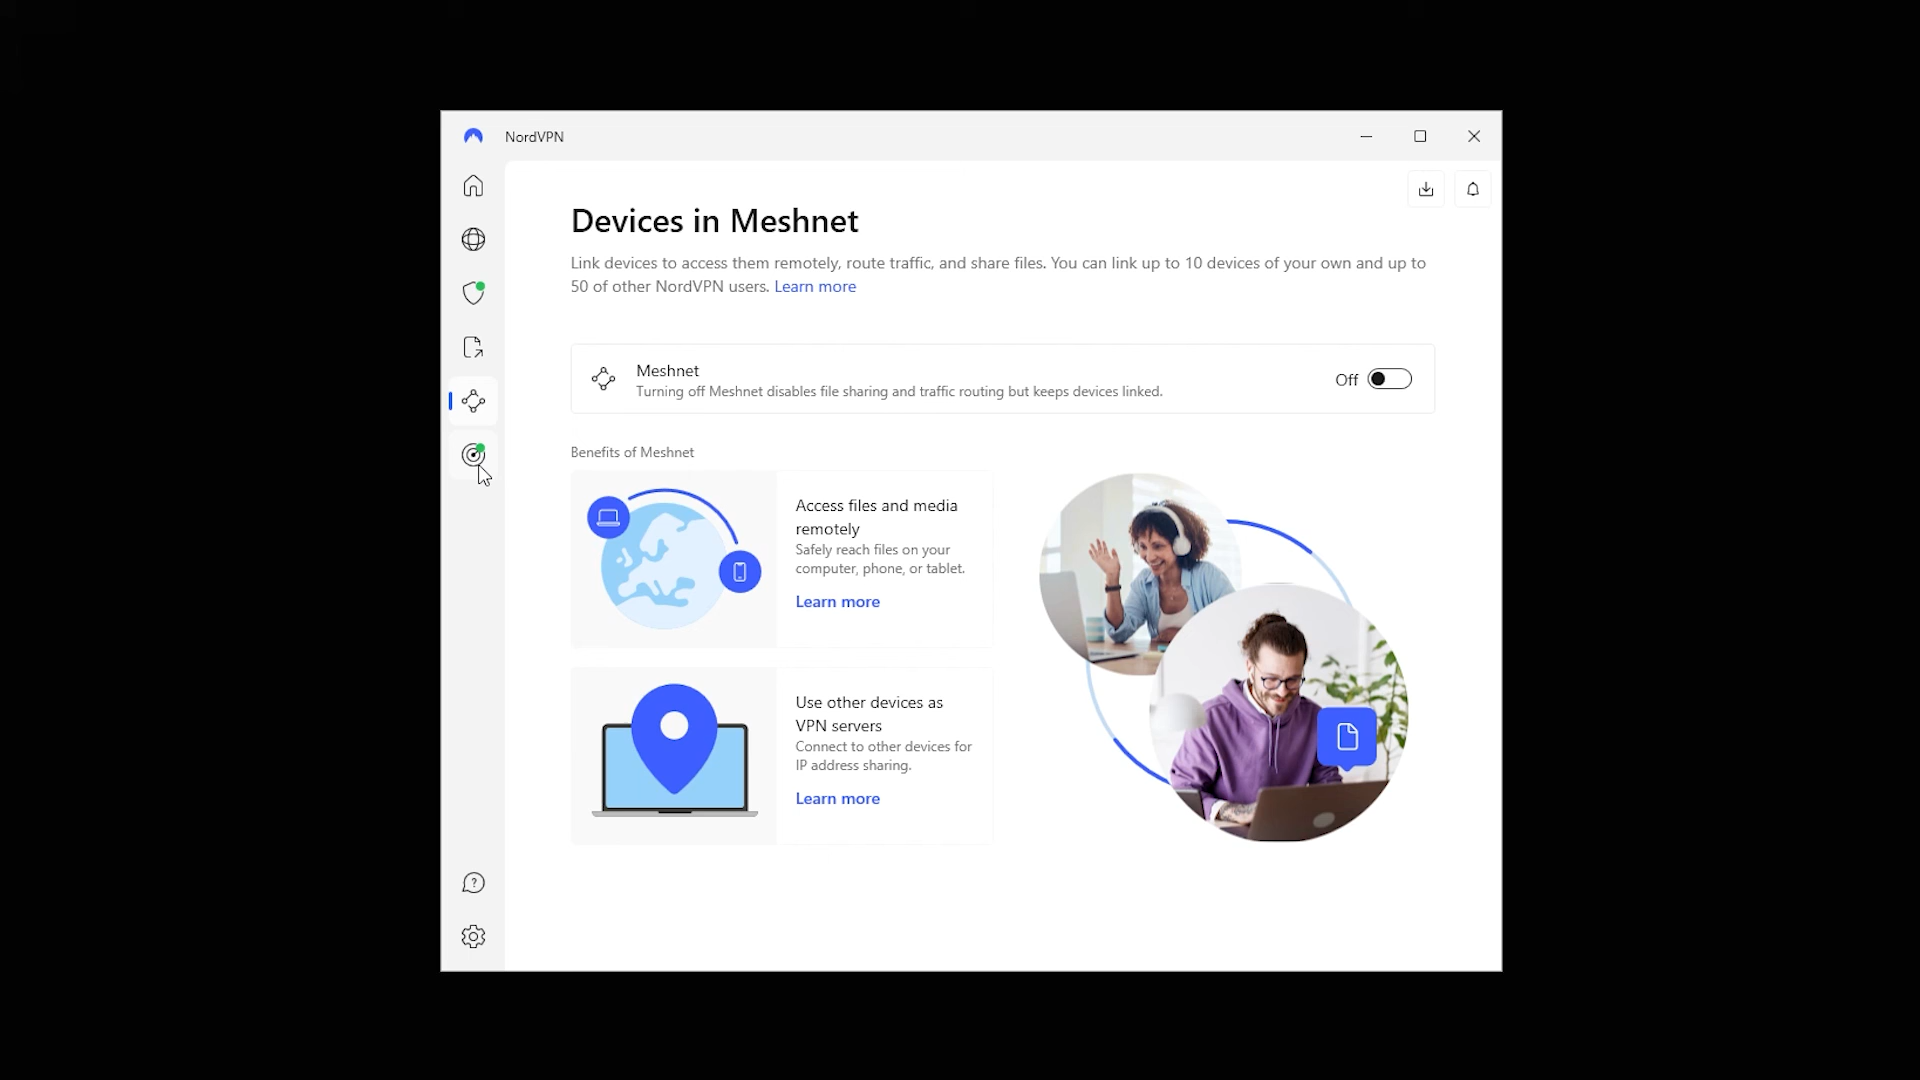 NordVPN
Devices in Meshnet
Link devices to access them remotely, route traffic, and share files. You can link up to 10 devices of your own and up to
50 of other NordVPN users. Learn more
Meshnet
Turning off Meshnet disables file sharing and traffic routing but keeps devices linked.
Off
Benefits of Meshnet
Access files and media
remotely
Safely reach files on your
computer, phone, or tablet.
Learn more
Use other devices as
VPN servers
Connect to other devices for
IP address sharing.
Learn more